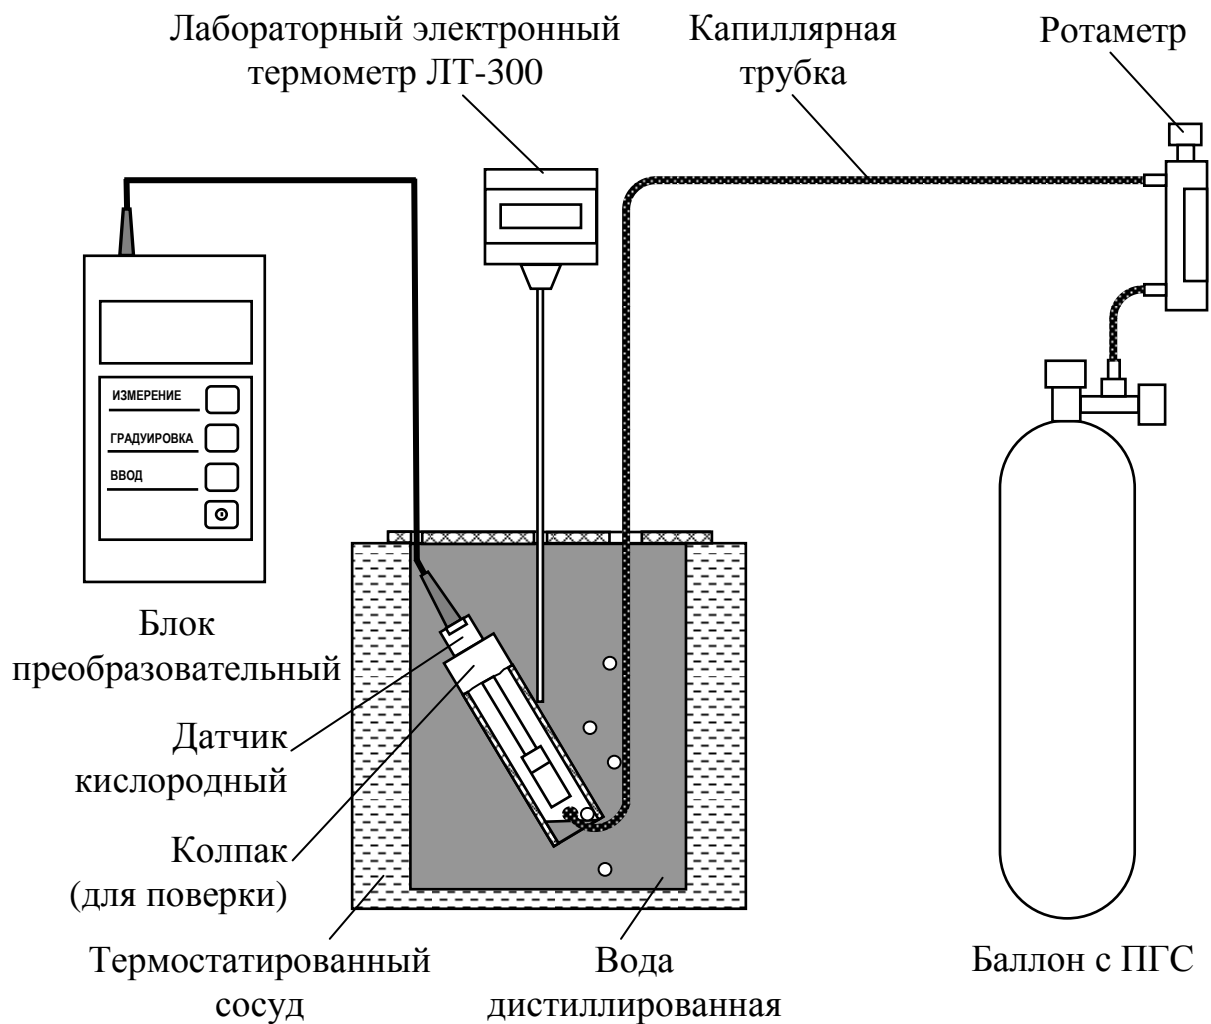 Лабораторный электронный
термометр ЛТ-300
Капиллярная
трубка
Ротаметр
ИЗМЕРЕНИЕ
ГРАДУИРОВКА
ВВОД
Блок
преобразовательный
Датчик
кислородный
Колпак
(для поверки)
Термостатированный
сосуд
Вода
дистиллированная
Баллон с ПГС